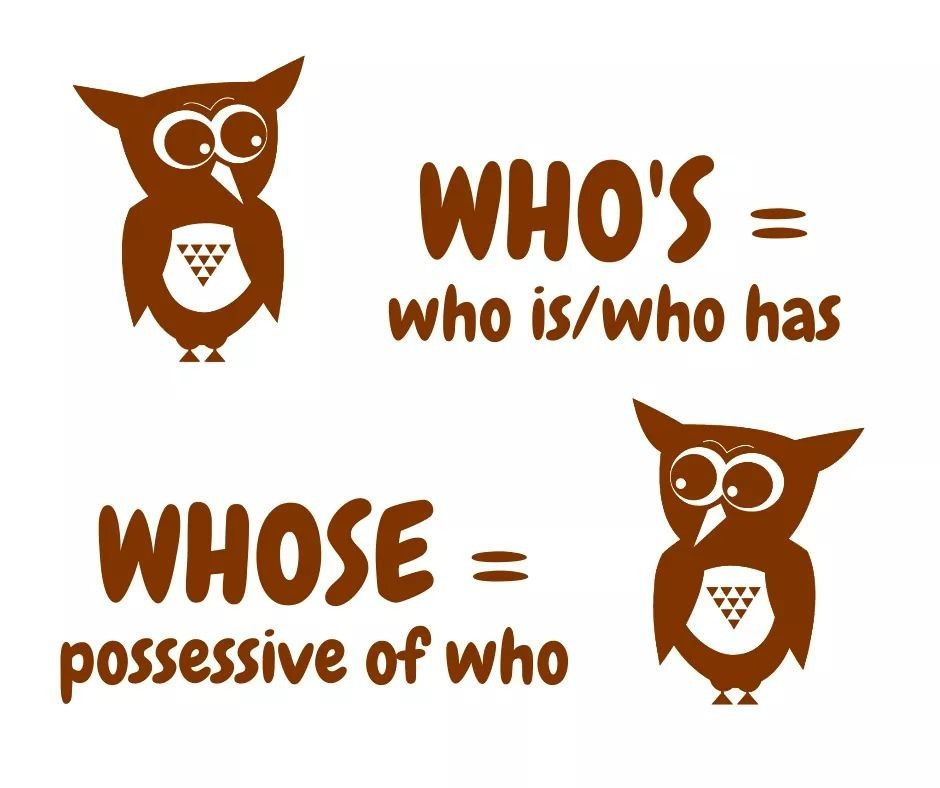 WHO'S =
who is/who has
WHOSE =
possessive of who